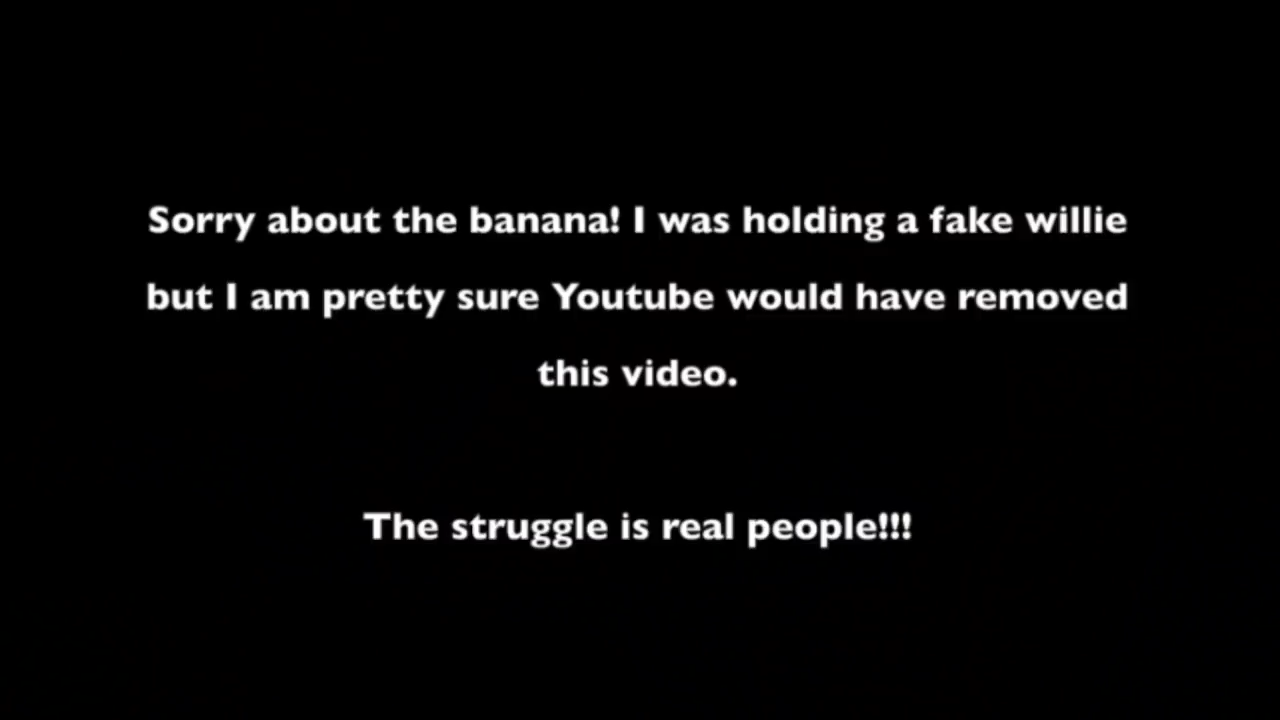 Sorry about the banana! I was holding a fake willie
but I am pretty sure Youtube would have removed
this video.
The struggle is real people!!!